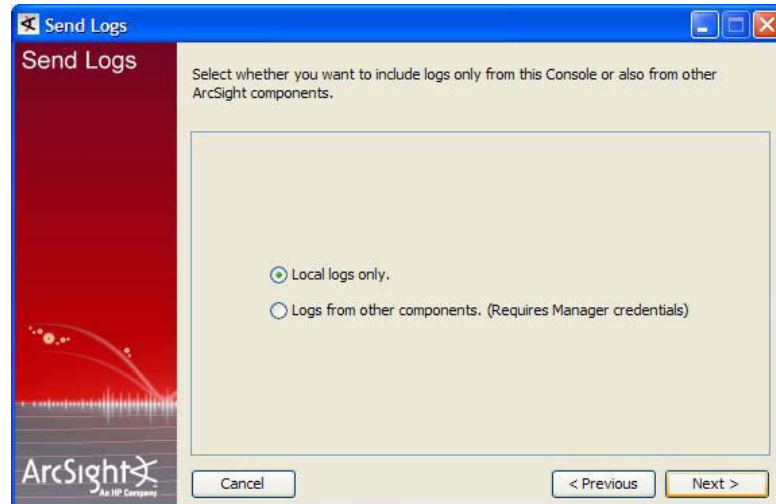 Send Logs
Send Logs
Select whether you want to include logs only from this Console or also from other
ArcSight components.
Local logs only.
Logs from other components. (Requires Manager credentials)
ArcSight
An HP Company
Cancel
< Previous
Next >